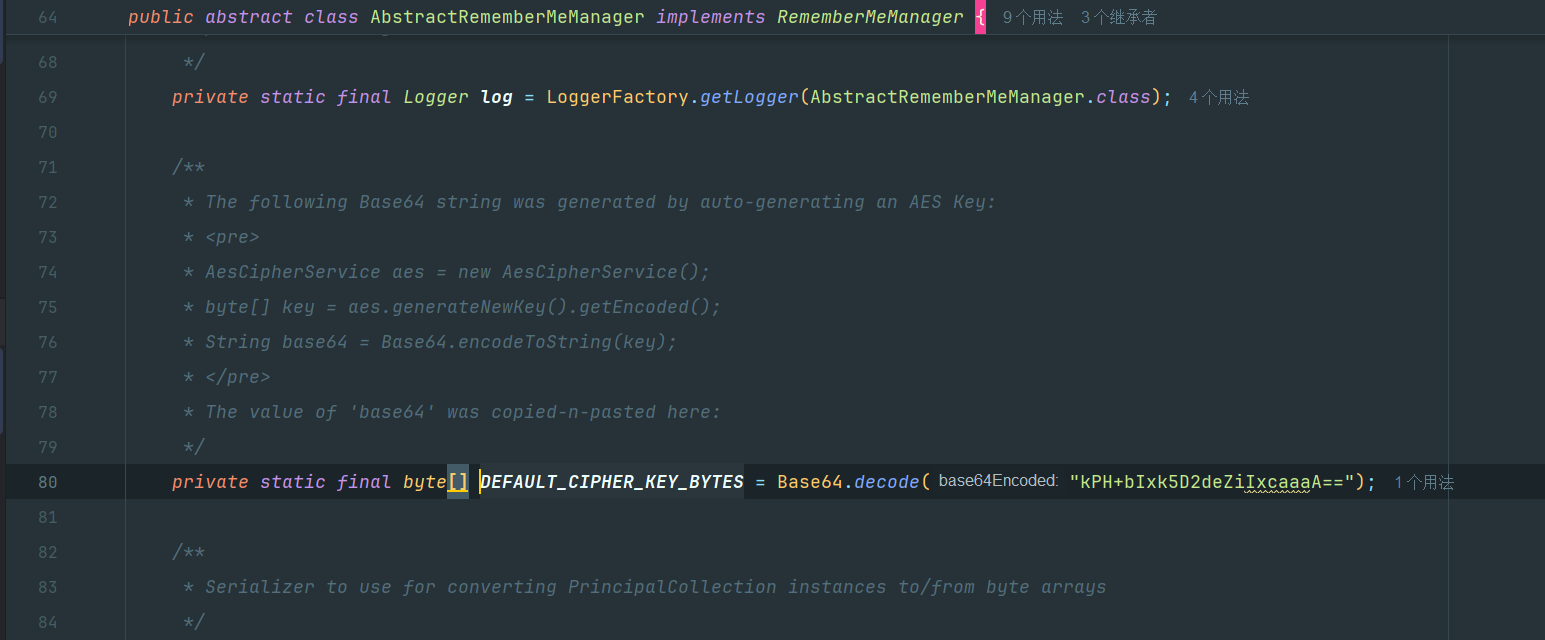 64 public abstract class AbstractRememberMeManager implements RememberMeManager { 9个用法 3个继承者
68 */
69 private static final Logger log = LoggerFactory.getLogger(AbstractRememberMeManager.class); 4个用法
70
71 /**
72 * The following Base64 string was generated by auto-generating an AES Key:
73 * <pre>
74 * AesCipherService aes = new AesCipherService();
75 * byte[] key = aes.generateNewKey().getEncoded();
76 * String base64 = Base64.encodeToString(key);
77 * </pre>
78 * The value of 'base64' was copied-n-pasted here:
79 */
80 private static final byte[] DEFAULT_CIPHER_KEY_BYTES = Base64.decode( base64Encoded: "kPH+bIxk5D2deZiIxcaaaA=="); 1个用法
81
82 /**
83 * Serializer to use for converting PrincipalCollection instances to/from byte arrays
84 */